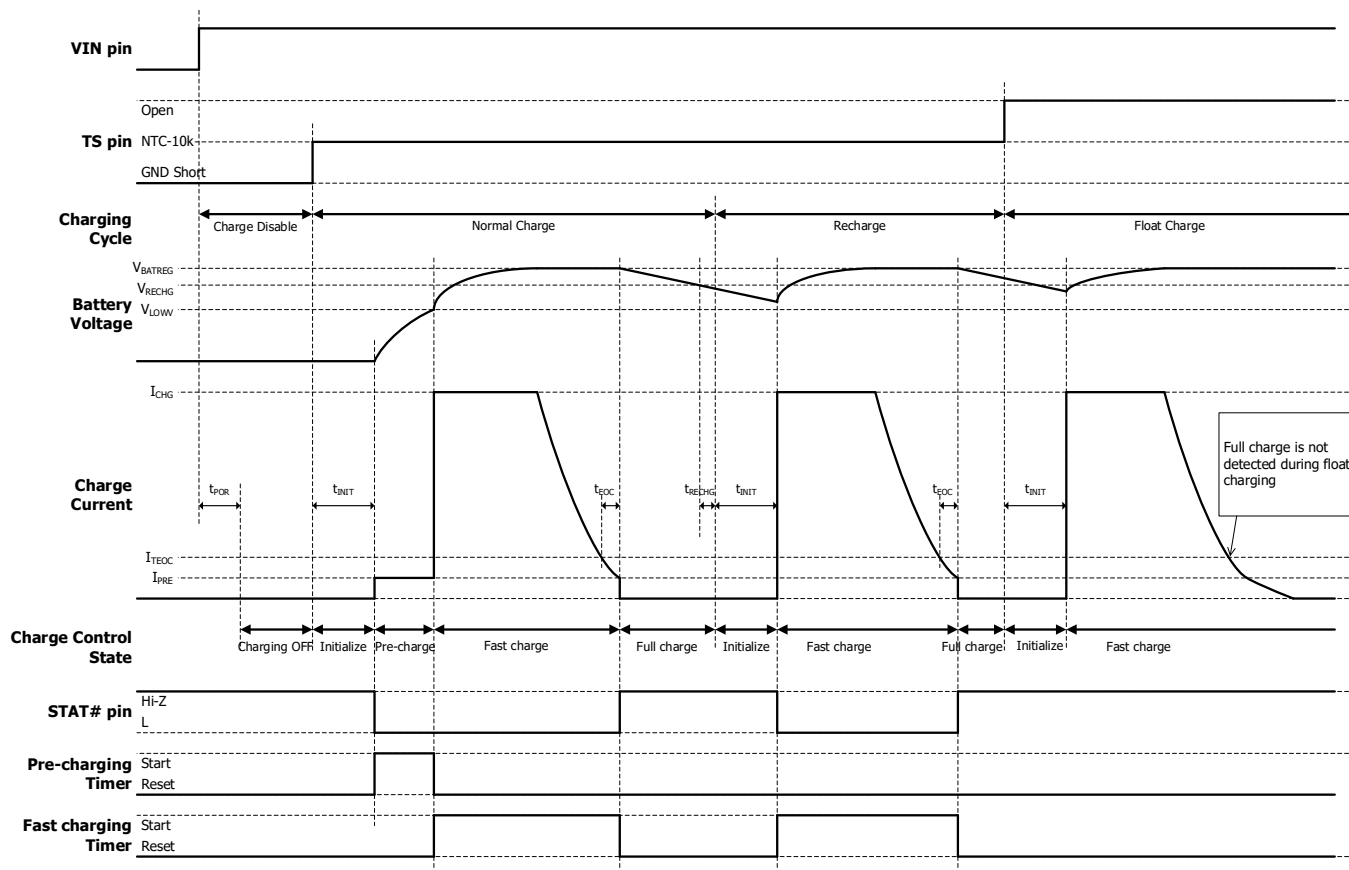 VIN pin
Open
TS pin
NTC-10k
GND Short
Charging
Cycle
Charge Disable
Normal Charge
Recharge
Float Charge
Battery
Voltage
VBATREG
VRECHG
VLOWV
Charge
Current
ICHG
tPOR
tINIT
tEOC
tRECHG
tINIT
tEOC
tINIT
Full charge is not
detected during float
charging
ITEOC
IPRE
Charge Control
State
Charging OFF
Initialize
Pre-charge
Fast charge
Full charge
Initialize
Fast charge
Full charge
Initialize
Fast charge
STAT# pin
Hi-Z
L
Pre-charging
Timer
Start
Reset
Fast charging
Timer
Start
Reset